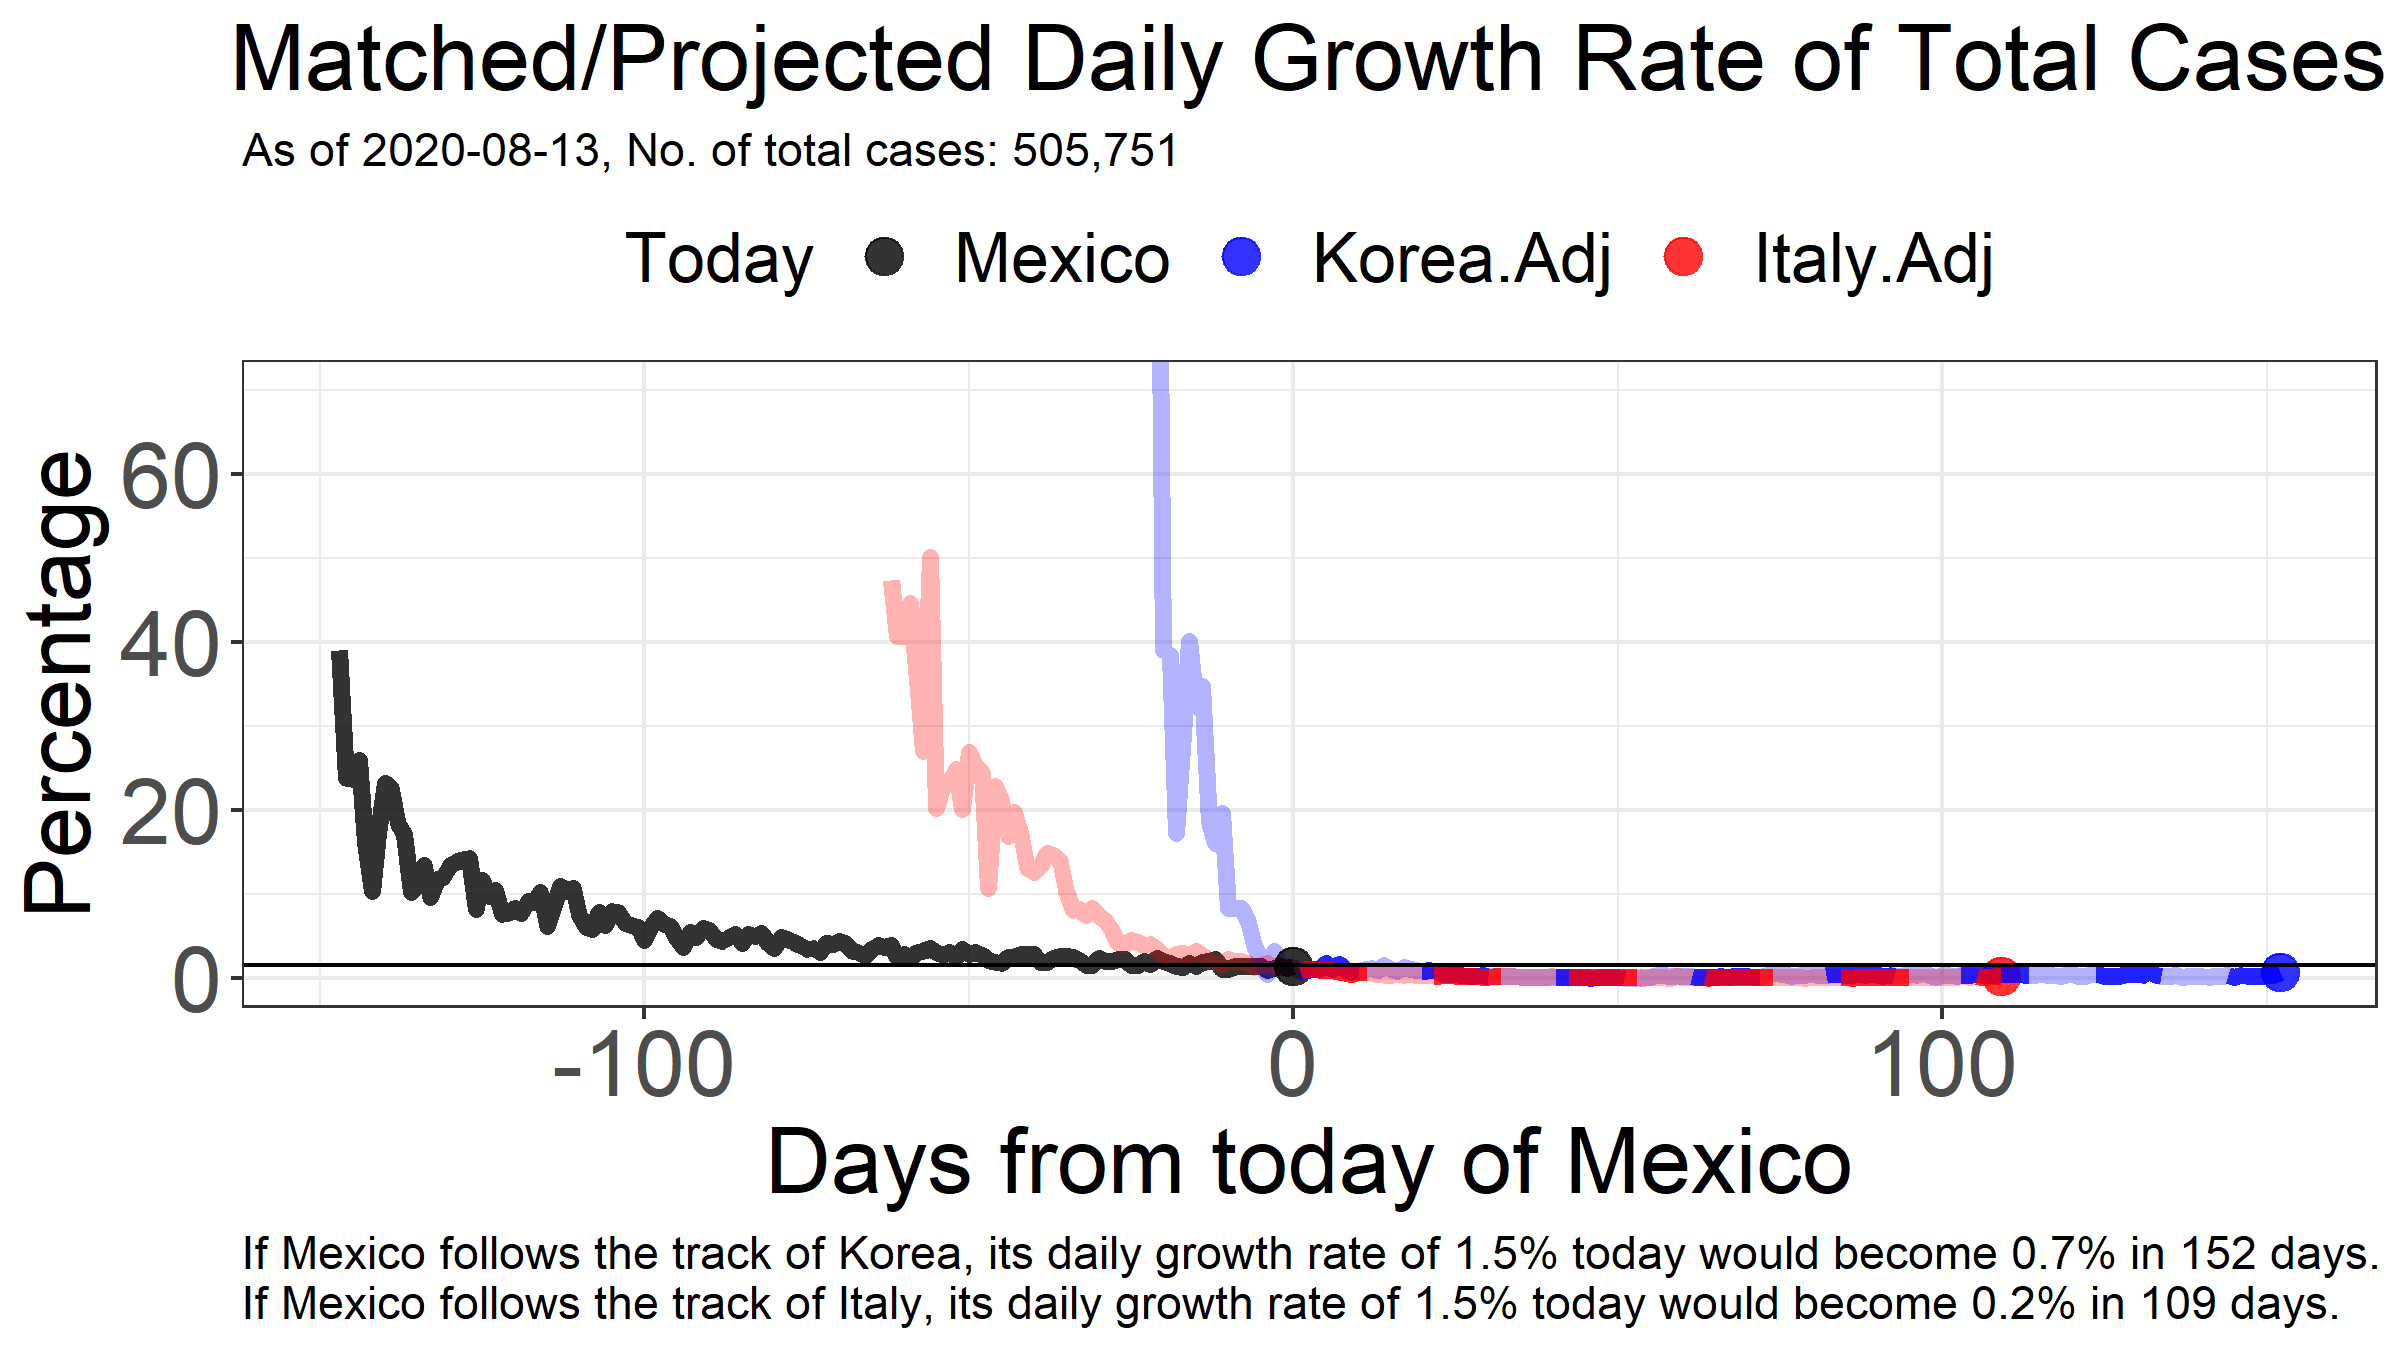 Matched/Projected Daily Growth Rate of Total Cases
As of 2020-08-13, No. of total cases: 505,751
Today Mexico Korea.Adj Italy.Adj
Percentage
60
40
20
0
-100 0 100
Days from today of Mexico
If Mexico follows the track of Korea, its daily growth rate of 1.5% today would become 0.7% in 152 days.
If Mexico follows the track of Italy, its daily growth rate of 1.5% today would become 0.2% in 109 days.